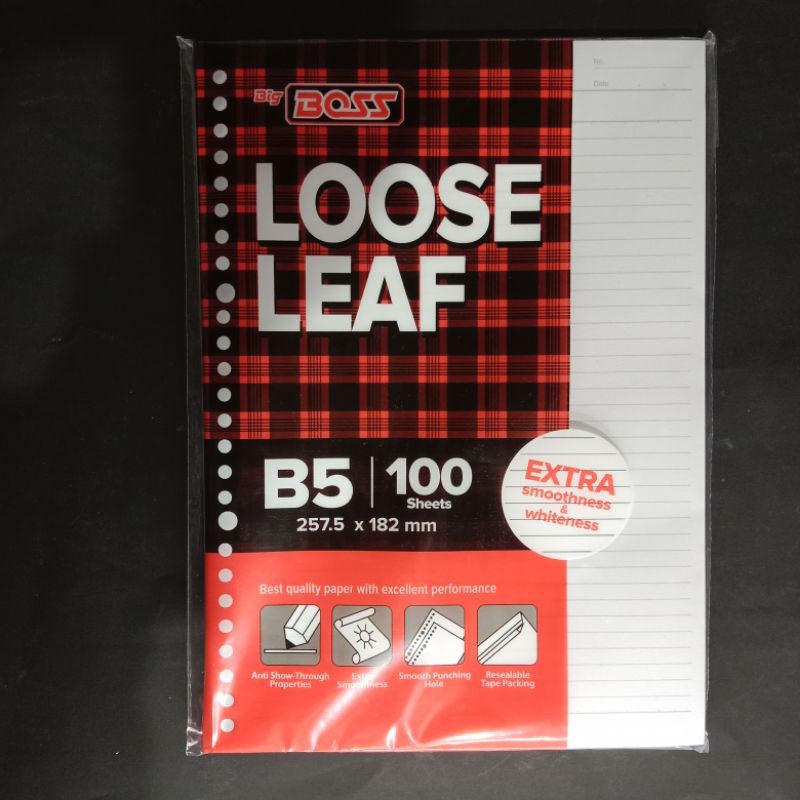 Big BOSS
No.
Date
LOOSE
LEAF
B5 | 100 Sheets
257.5 x 182 mm
EXTRA
smoothness
&
whiteness
Best quality paper with excellent performance
Anti Show-Through Properties
Extra Smoothness
Smooth Punching Hole
Resealable Tape Packing